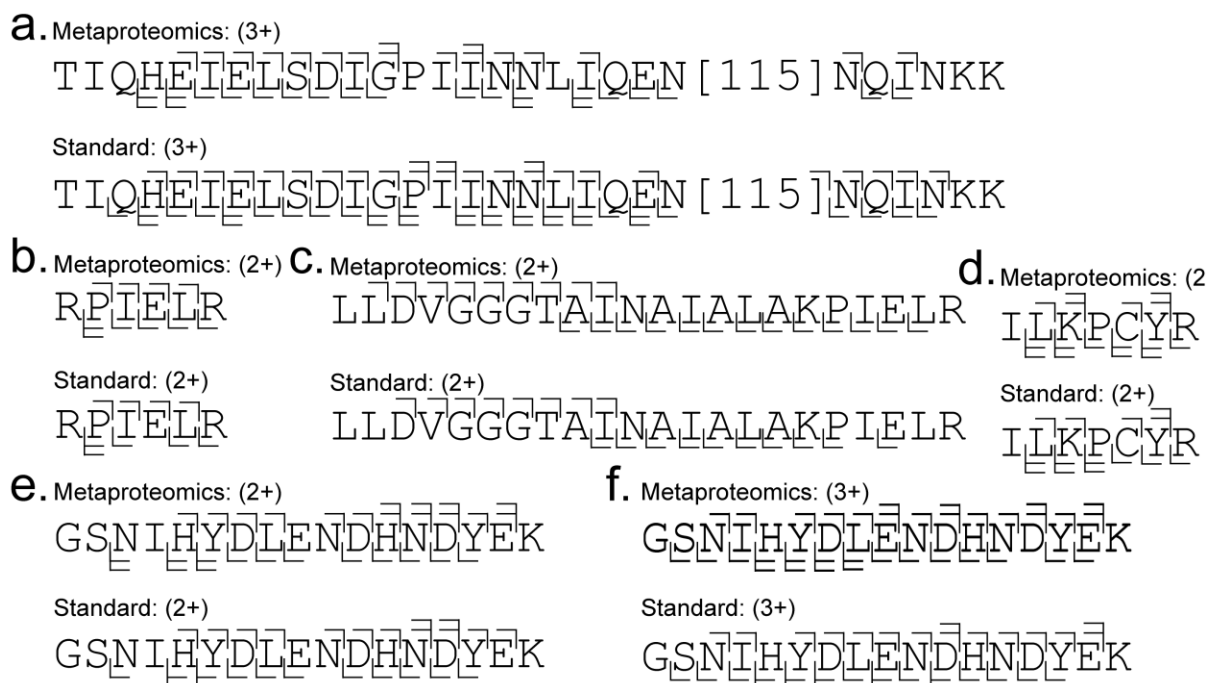 a. Metaproteomics: (3+)
TIQHEIELSDIGPIINNLIQEN[115]NQINKK
Standard: (3+)
TIQHEIELSDIGPIINNLIQEN[115]NQINKK
b. Metaproteomics: (2+)
RPIELR
Standard: (2+)
RPIELR
c. Metaproteomics: (2+)
LLDVGGGTAINAIALAKPIELR
Standard: (2+)
LLDVGGGTAINAIALAKPIELR
d. Metaproteomics: (2
ILKPCYR
Standard: (2+)
ILKPCYR
e. Metaproteomics: (2+)
GSNIHYDLENDHNDYEK
Standard: (2+)
GSNIHYDLENDHNDYEK
f. Metaproteomics: (3+)
GSNIHYDLENDHNDYEK
Standard: (3+)
GSNIHYDLENDHNDYEK